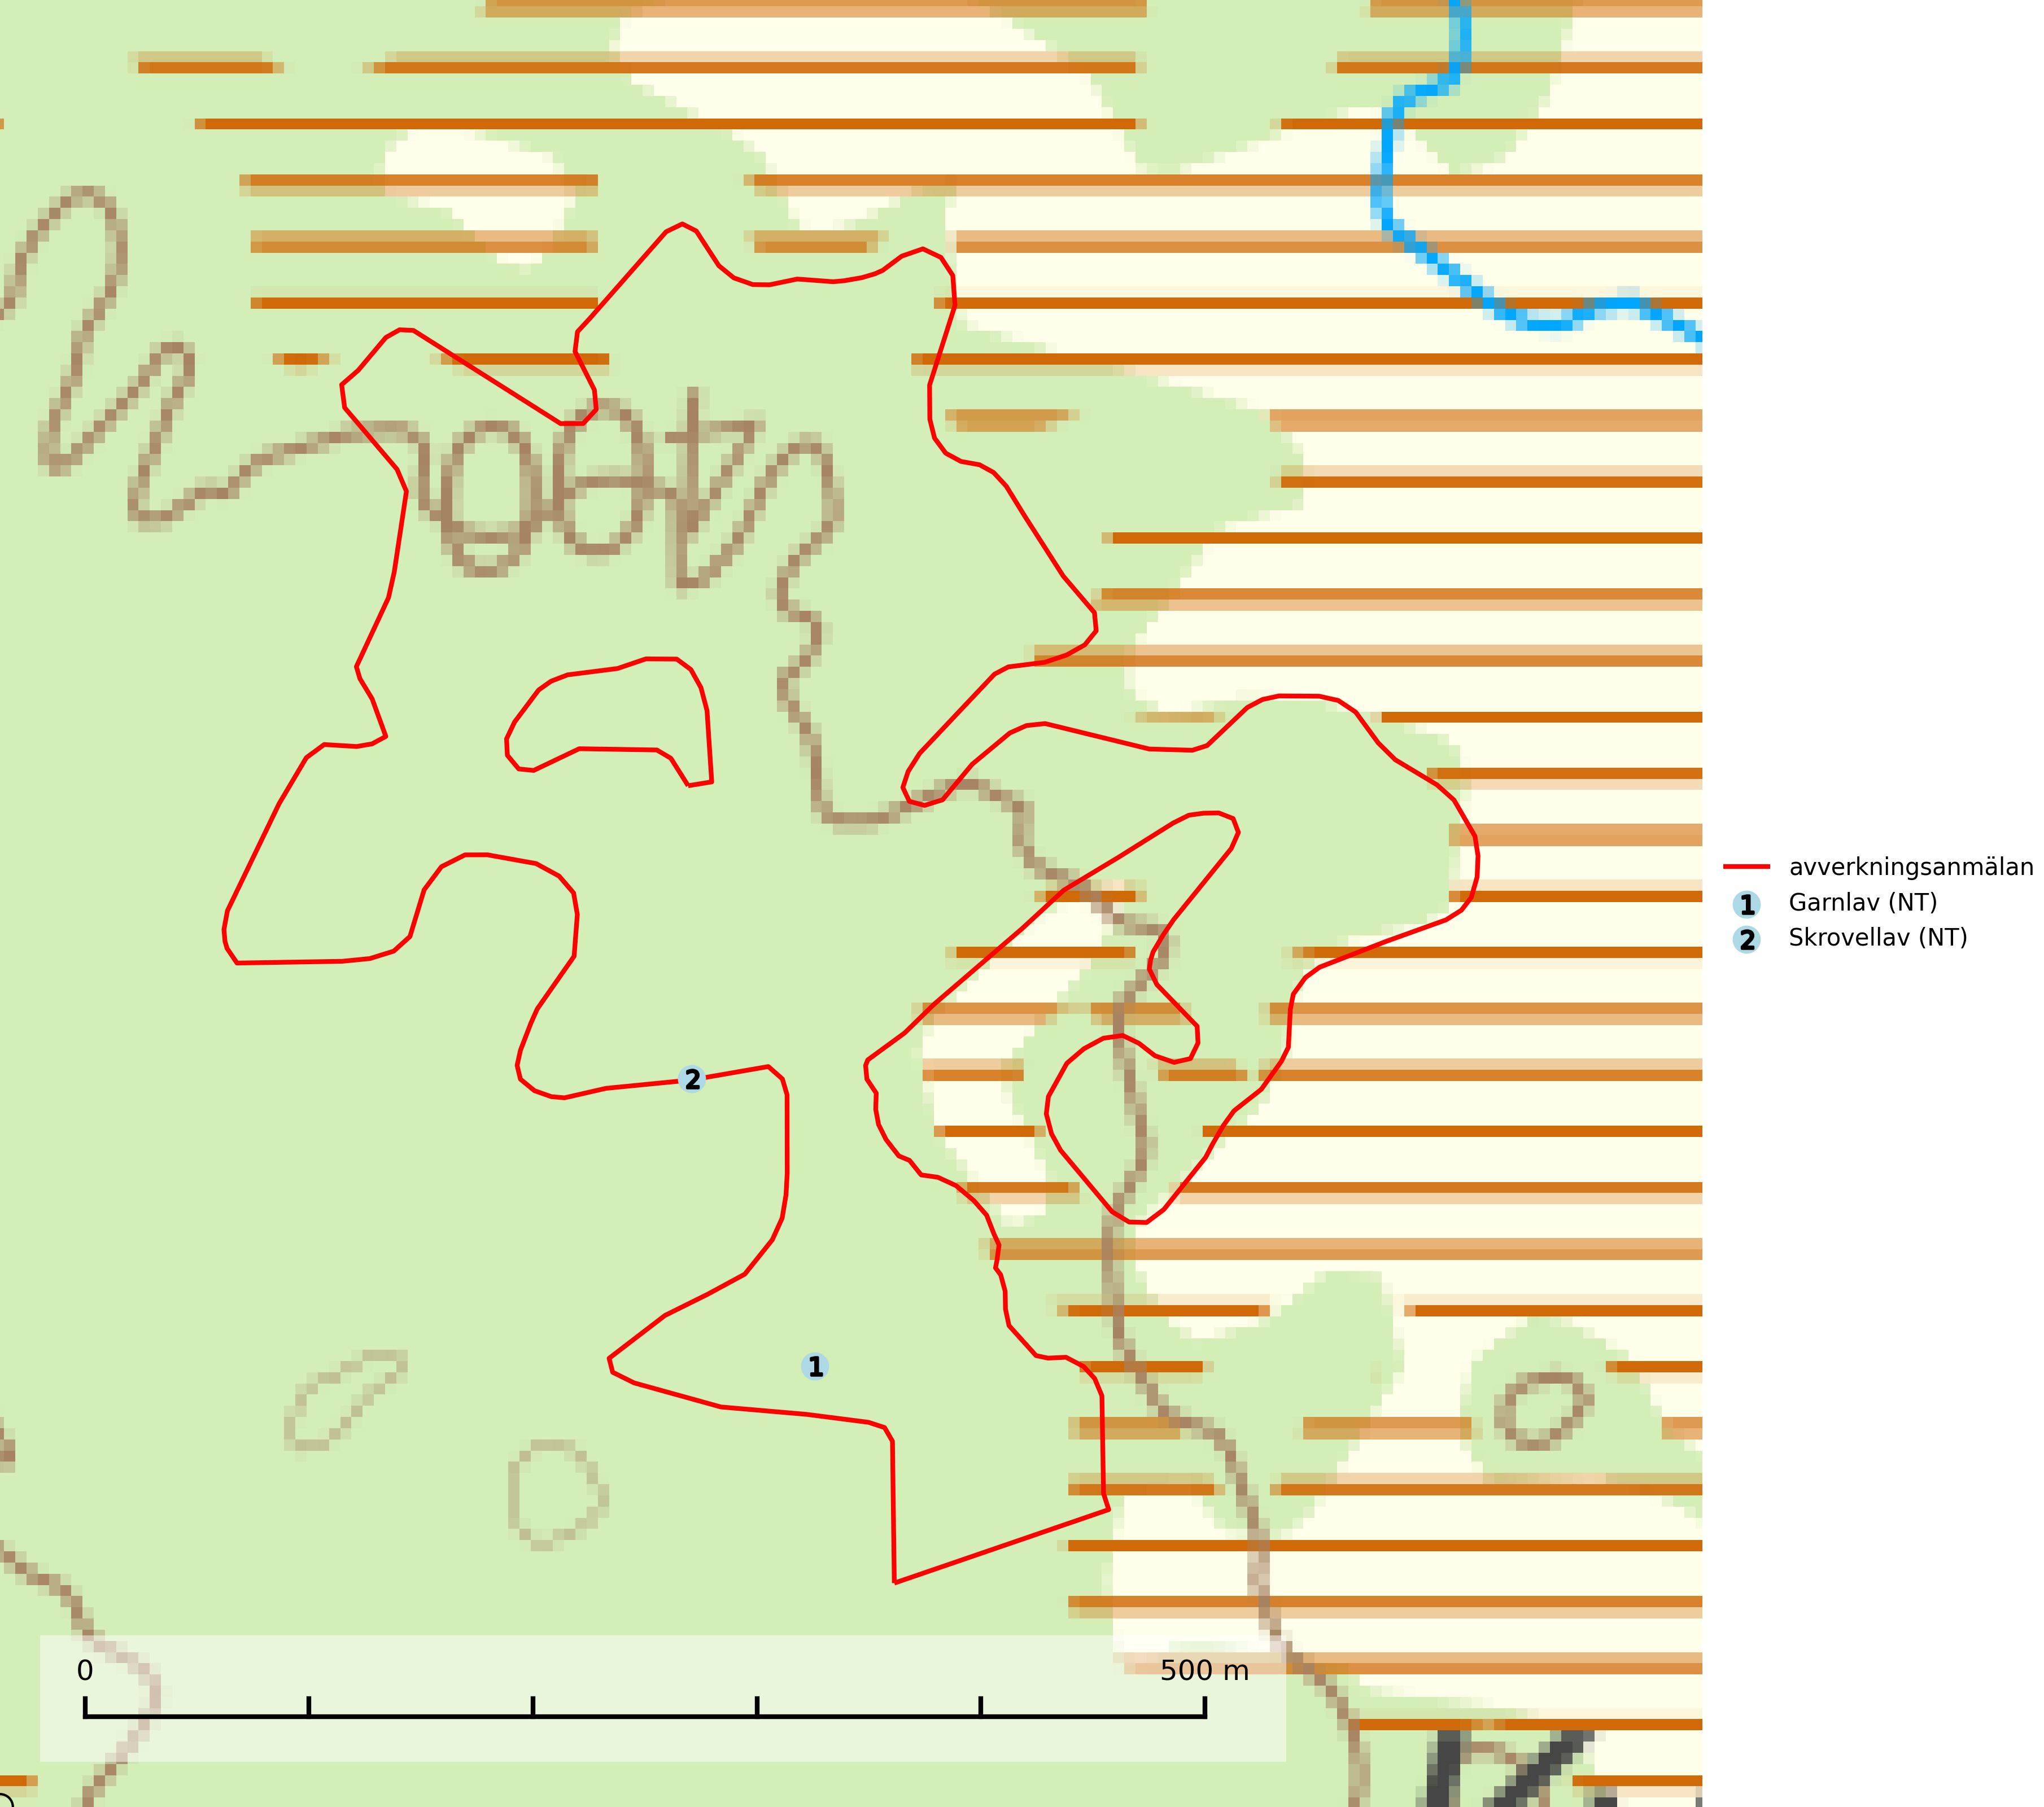 avverkningsanmälan
1 Garnlav (NT)
2 Skrovellav (NT)
2
1
0 500 m